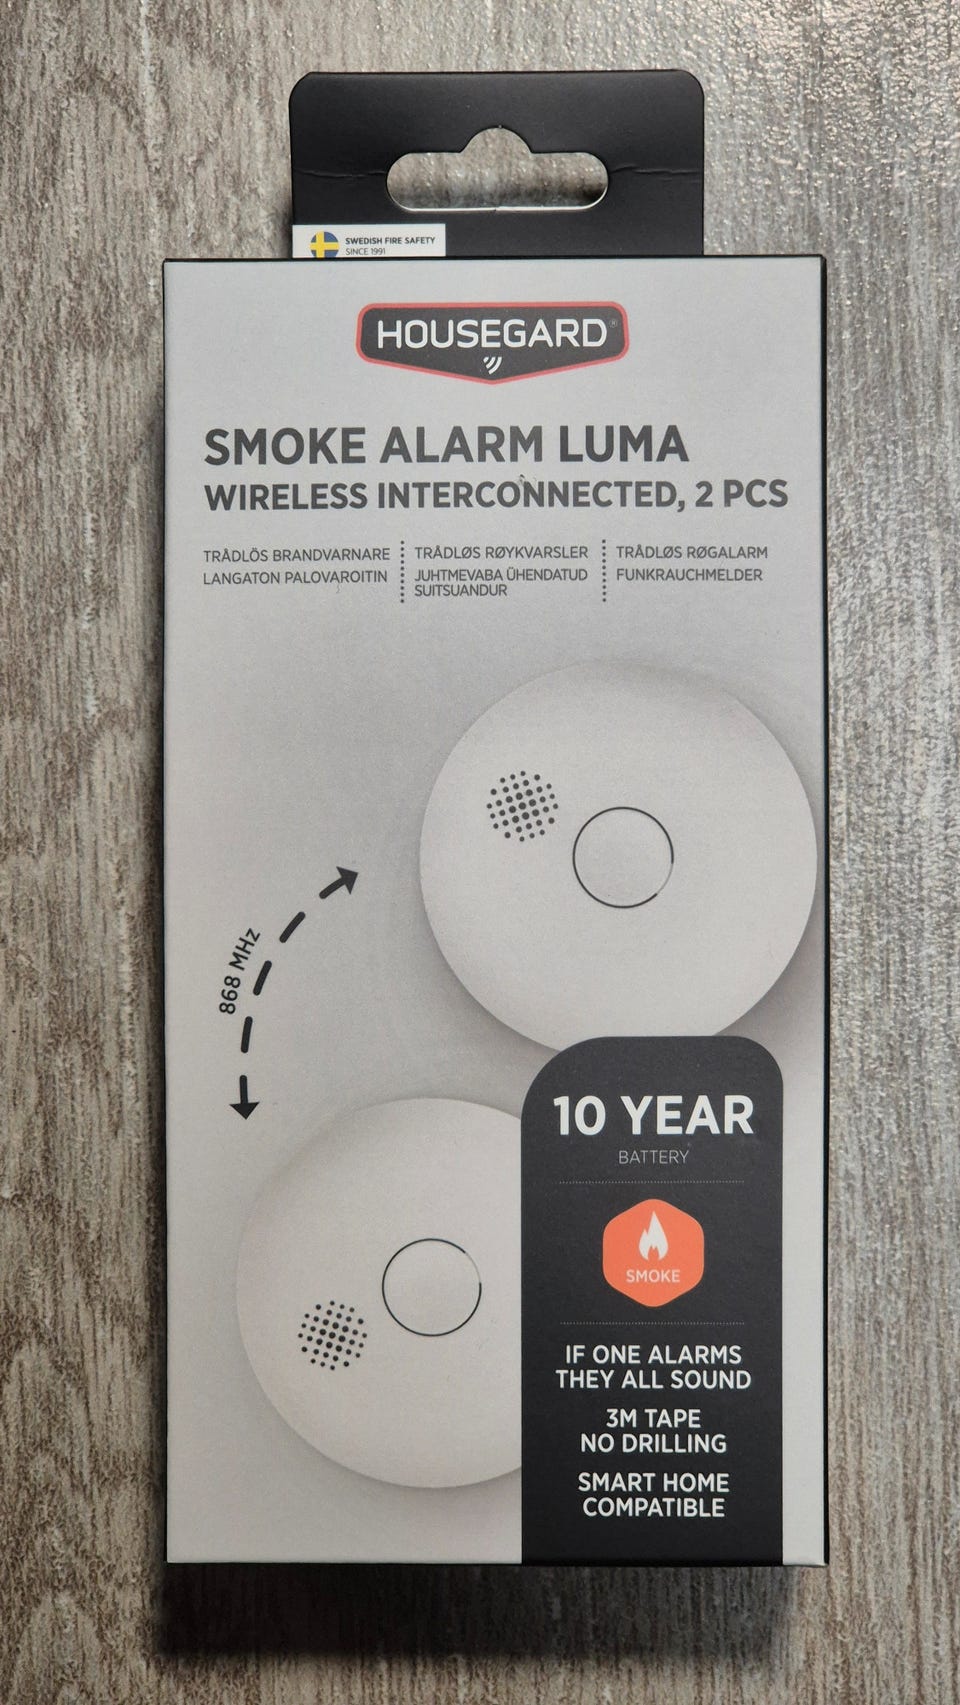 SWEDISH FIRE SAFETY
SINCE 1991
HOUSEGARD®
SMOKE ALARM LUMA
WIRELESS INTERCONNECTED, 2 PCS
TRÅDLÖS BRANDVARNARE
LANGATON PALOVAROITIN
TRÅDLØS RØYKVARSLER
JUHTMEVABA ÜHENDATUD
SUITSUANDUR
TRÅDLØS RØGALARM
FUNKRAUCHMELDER
868 MHz
10 YEAR
BATTERY
SMOKE
IF ONE ALARMS
THEY ALL SOUND
3M TAPE
NO DRILLING
SMART HOME
COMPATIBLE